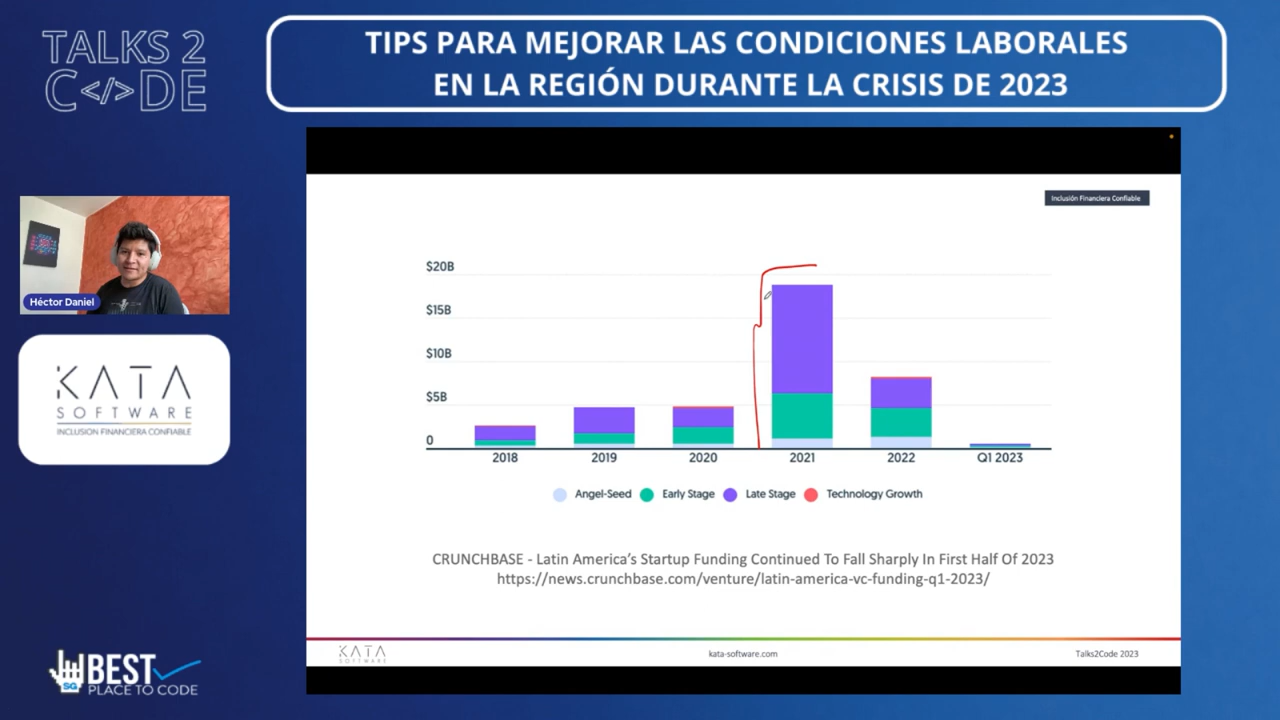 TALKS 2
C</>DE
TIPS PARA MEJORAR LAS CONDICIONES LABORALES
EN LA REGIÓN DURANTE LA CRISIS DE 2023
Inclusión Financiera Confiable
Héctor Daniel
KATA
SOFTWARE
INCLUSIÓN FINANCIERA CONFIABLE
$20B
$15B
$10B
$5B
0
2018 2019 2020 2021 2022 Q1 2023
Angel-Seed Early Stage Late Stage Technology Growth
CRUNCHBASE - Latin America's Startup Funding Continued To Fall Sharply In First Half Of 2023
https://news.crunchbase.com/venture/latin-america-vc-funding-q1-2023/
KATA
SOFTWARE
kata-software.com
Talks2Code 2023
SG
BEST
PLACE TO CODE